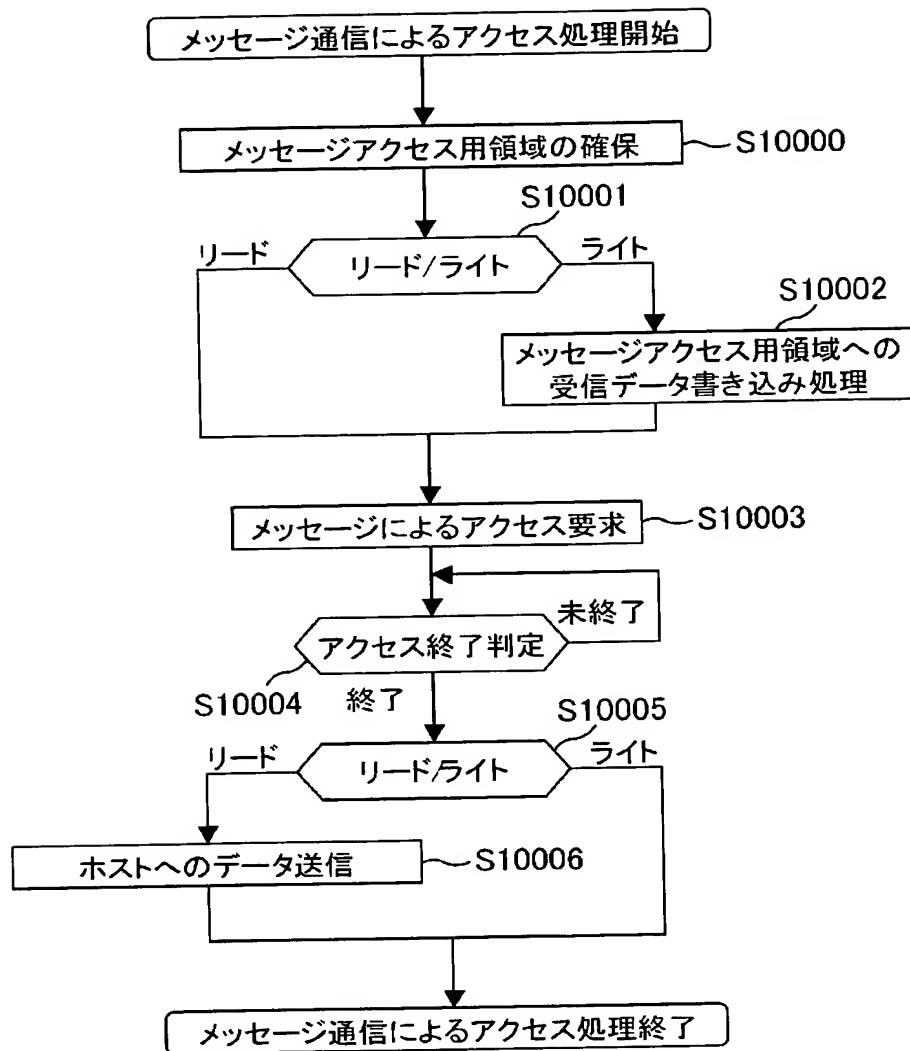 メッセージ通信によるアクセス処理開始
メッセージアクセス用領域の確保
S10000
S10001
リード
リード/ライト
ライト
S10002
メッセージアクセス用領域への
受信データ書き込み処理
メッセージによるアクセス要求
S10003
未終了
アクセス終了判定
S10004
終了
S10005
リード
リード/ライト
ライト
ホストへのデータ送信
S10006
メッセージ通信によるアクセス処理終了